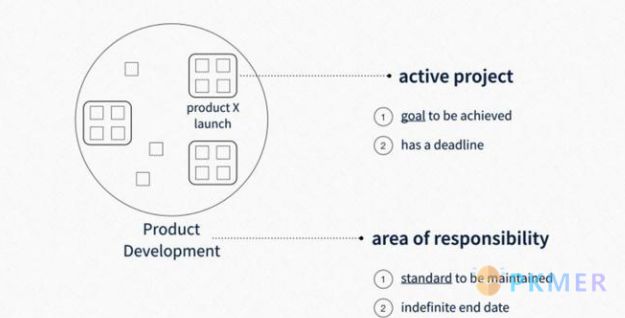 product X
launch
Product
Development
active project
1 goal to be achieved
2 has a deadline
area of responsibility
1 standard to be maintained
2 indefinite end date
PKMER